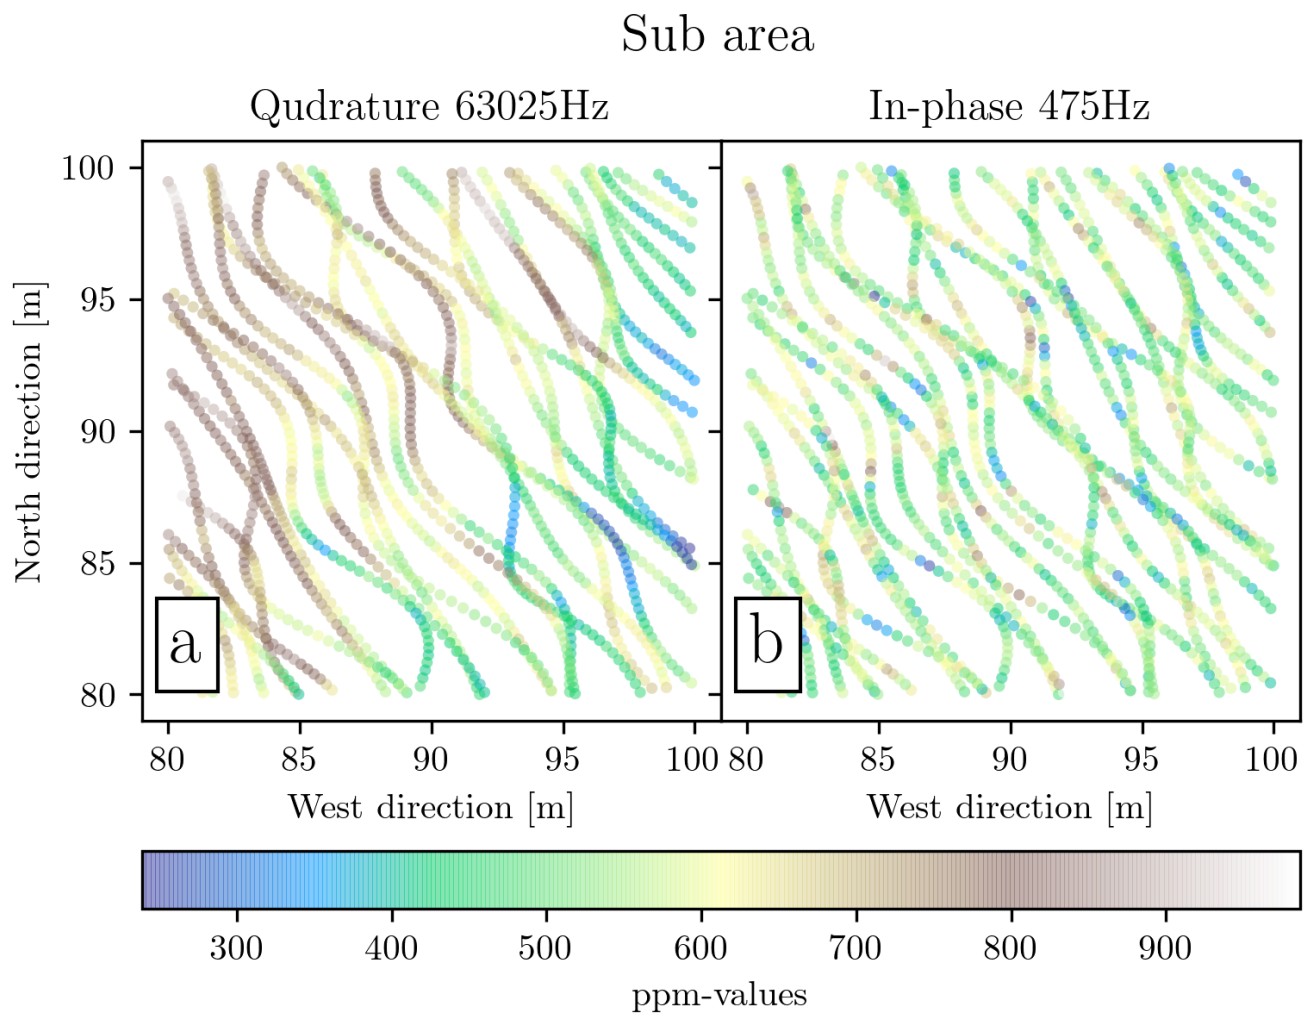 Sub area
Qudrature 63025Hz
In-phase 475Hz
North direction [m]
100
95
90
85
80
a
b
80 85 90 95 100
80 85 90 95 100
West direction [m]
West direction [m]
300 400 500 600 700 800 900
ppm-values